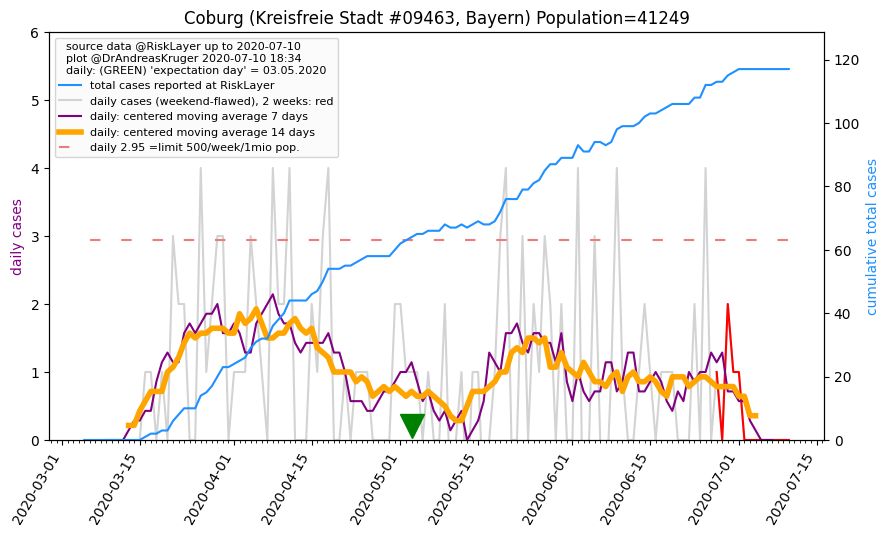 Coburg (Kreisfreie Stadt #09463, Bayern) Population=41249
source data @RiskLayer up to 2020-07-10
plot @DrAndreasKruger 2020-07-10 18:34
daily: (GREEN) 'expectation day' = 03.05.2020
total cases reported at RiskLayer
daily cases (weekend-flawed), 2 weeks: red
daily: centered moving average 7 days
daily: centered moving average 14 days
daily 2.95 =limit 500/week/1mio pop.
daily cases
6
5
4
3
2
1
0
cumulative total cases
120
100
80
60
40
20
0
2020-03-01
2020-03-15
2020-04-01
2020-04-15
2020-05-01
2020-05-15
2020-06-01
2020-06-15
2020-07-01
2020-07-15